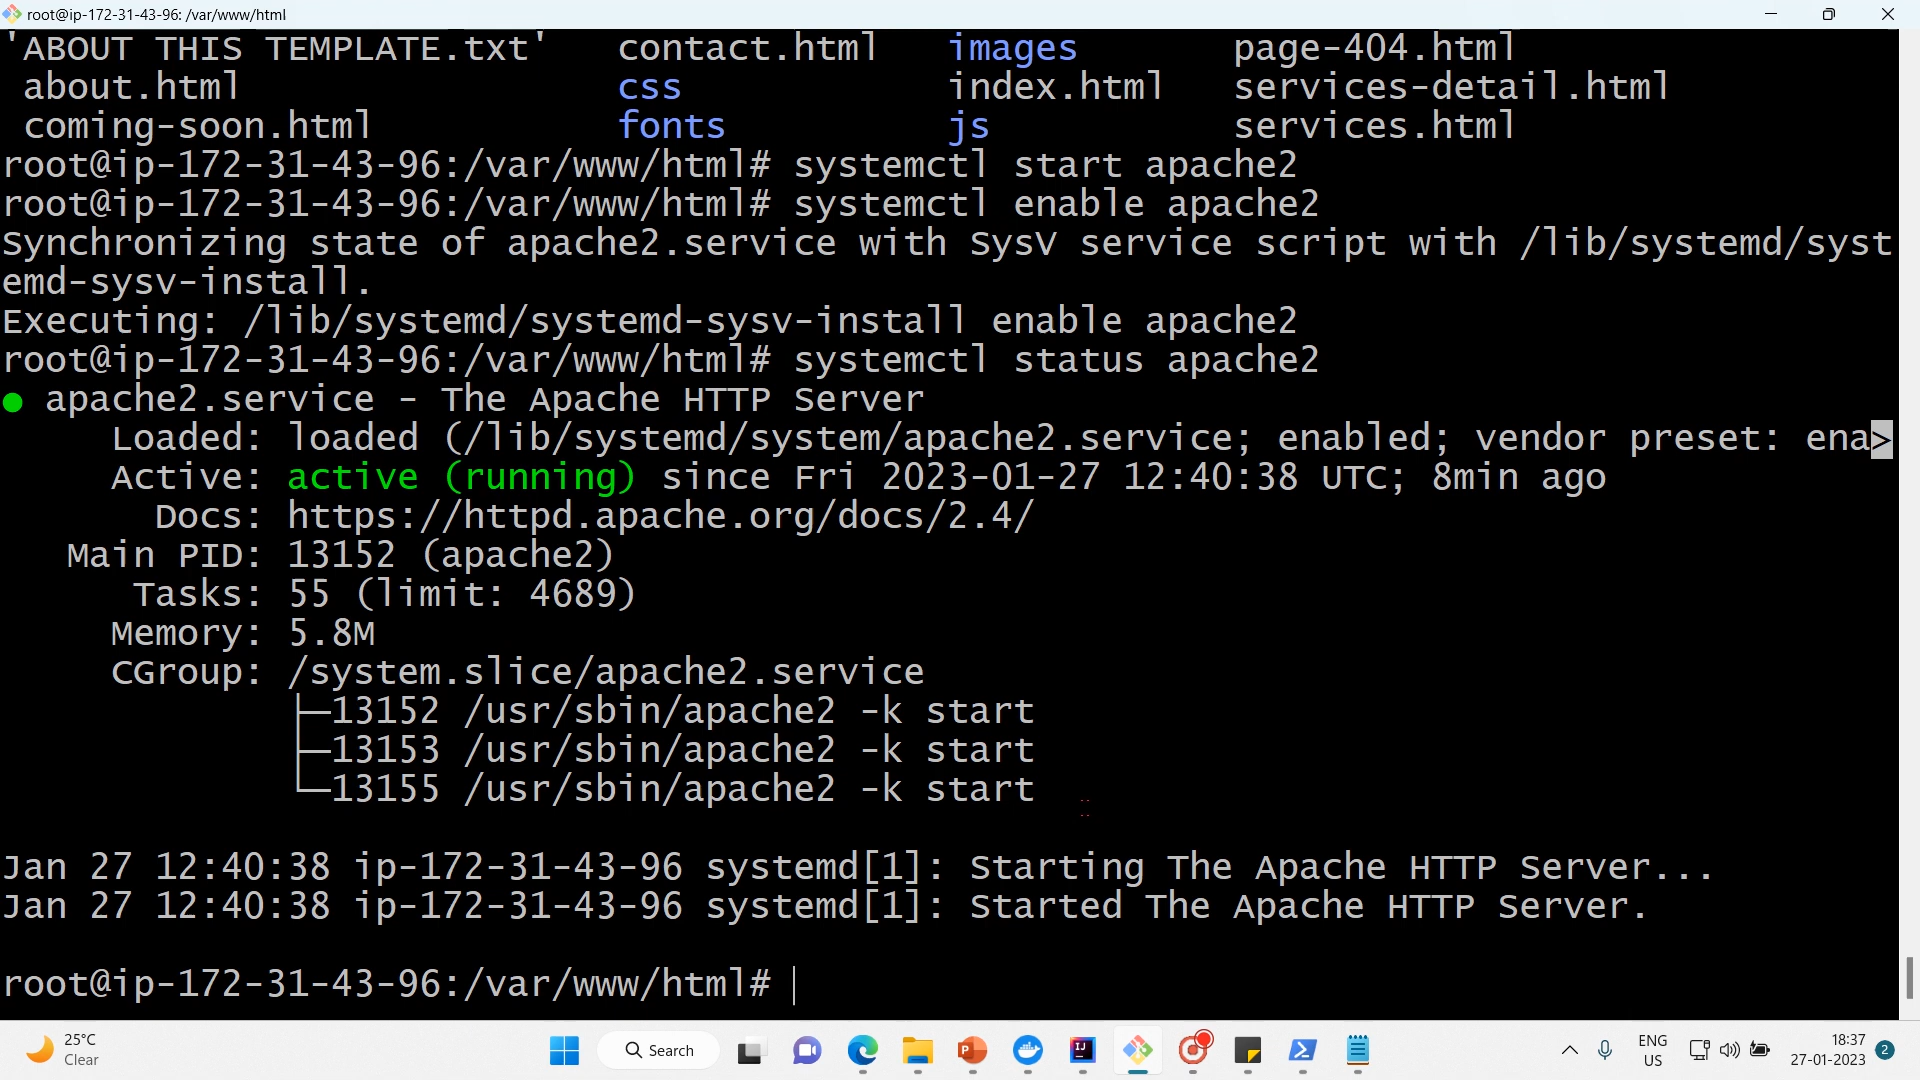 root@ip-172-31-43-96: /var/www/html
'ABOUT THIS TEMPLATE.txt' contact.html images page-404.html
about.html css index.html services-detail.html
coming-soon.html fonts js services.html
root@ip-172-31-43-96:/var/www/html# systemctl start apache2
root@ip-172-31-43-96:/var/www/html# systemctl enable apache2
Synchronizing state of apache2.service with SysV service script with /lib/systemd/syst
emd-sysv-install.
Executing: /lib/systemd/systemd-sysv-install enable apache2
root@ip-172-31-43-96:/var/www/html# systemctl status apache2
● apache2.service - The Apache HTTP Server
Loaded: loaded (/lib/systemd/system/apache2.service; enabled; vendor preset: ena>
Active: active (running) since Fri 2023-01-27 12:40:38 UTC; 8min ago
Docs: https://httpd.apache.org/docs/2.4/
Main PID: 13152 (apache2)
Tasks: 55 (limit: 4689)
Memory: 5.8M
CGroup: /system.slice/apache2.service
├─13152 /usr/sbin/apache2 -k start
├─13153 /usr/sbin/apache2 -k start
└─13155 /usr/sbin/apache2 -k start
Jan 27 12:40:38 ip-172-31-43-96 systemd[1]: Starting The Apache HTTP Server...
Jan 27 12:40:38 ip-172-31-43-96 systemd[1]: Started The Apache HTTP Server.
root@ip-172-31-43-96:/var/www/html#
25°C
Clear
Search
ENG
US
18:37
27-01-2023
2